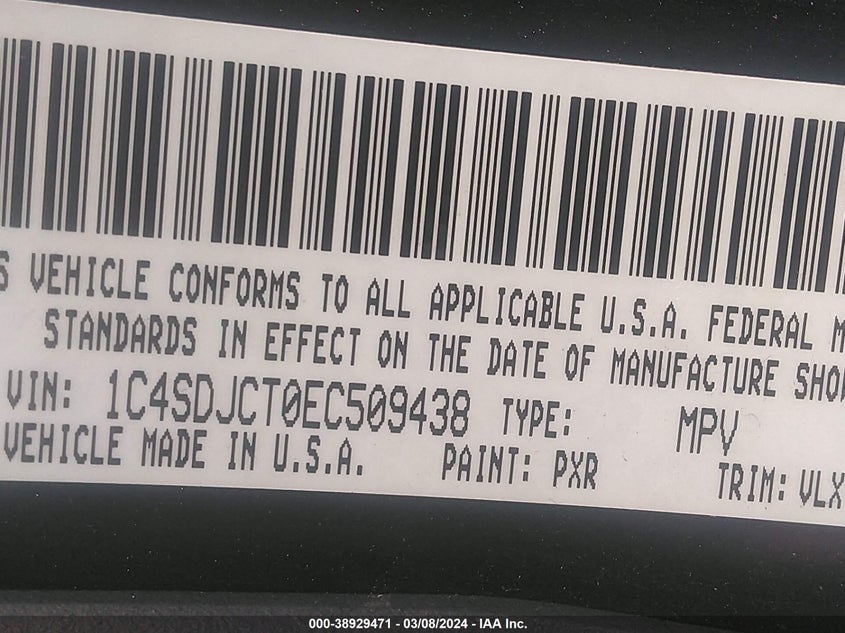 VEHICLE CONFORMS TO ALL APPLICABLE U.S.A. FEDERAL
STANDARDS IN EFFECT ON THE DATE OF MANUFACTURE
VIN: 1C4SDJCT0EC509438 TYPE: MPV
VEHICLE MADE IN U.S.A. PAINT: PXR TRIM: VLX
000-38929471 — 03/08/2024 — IAA Inc.